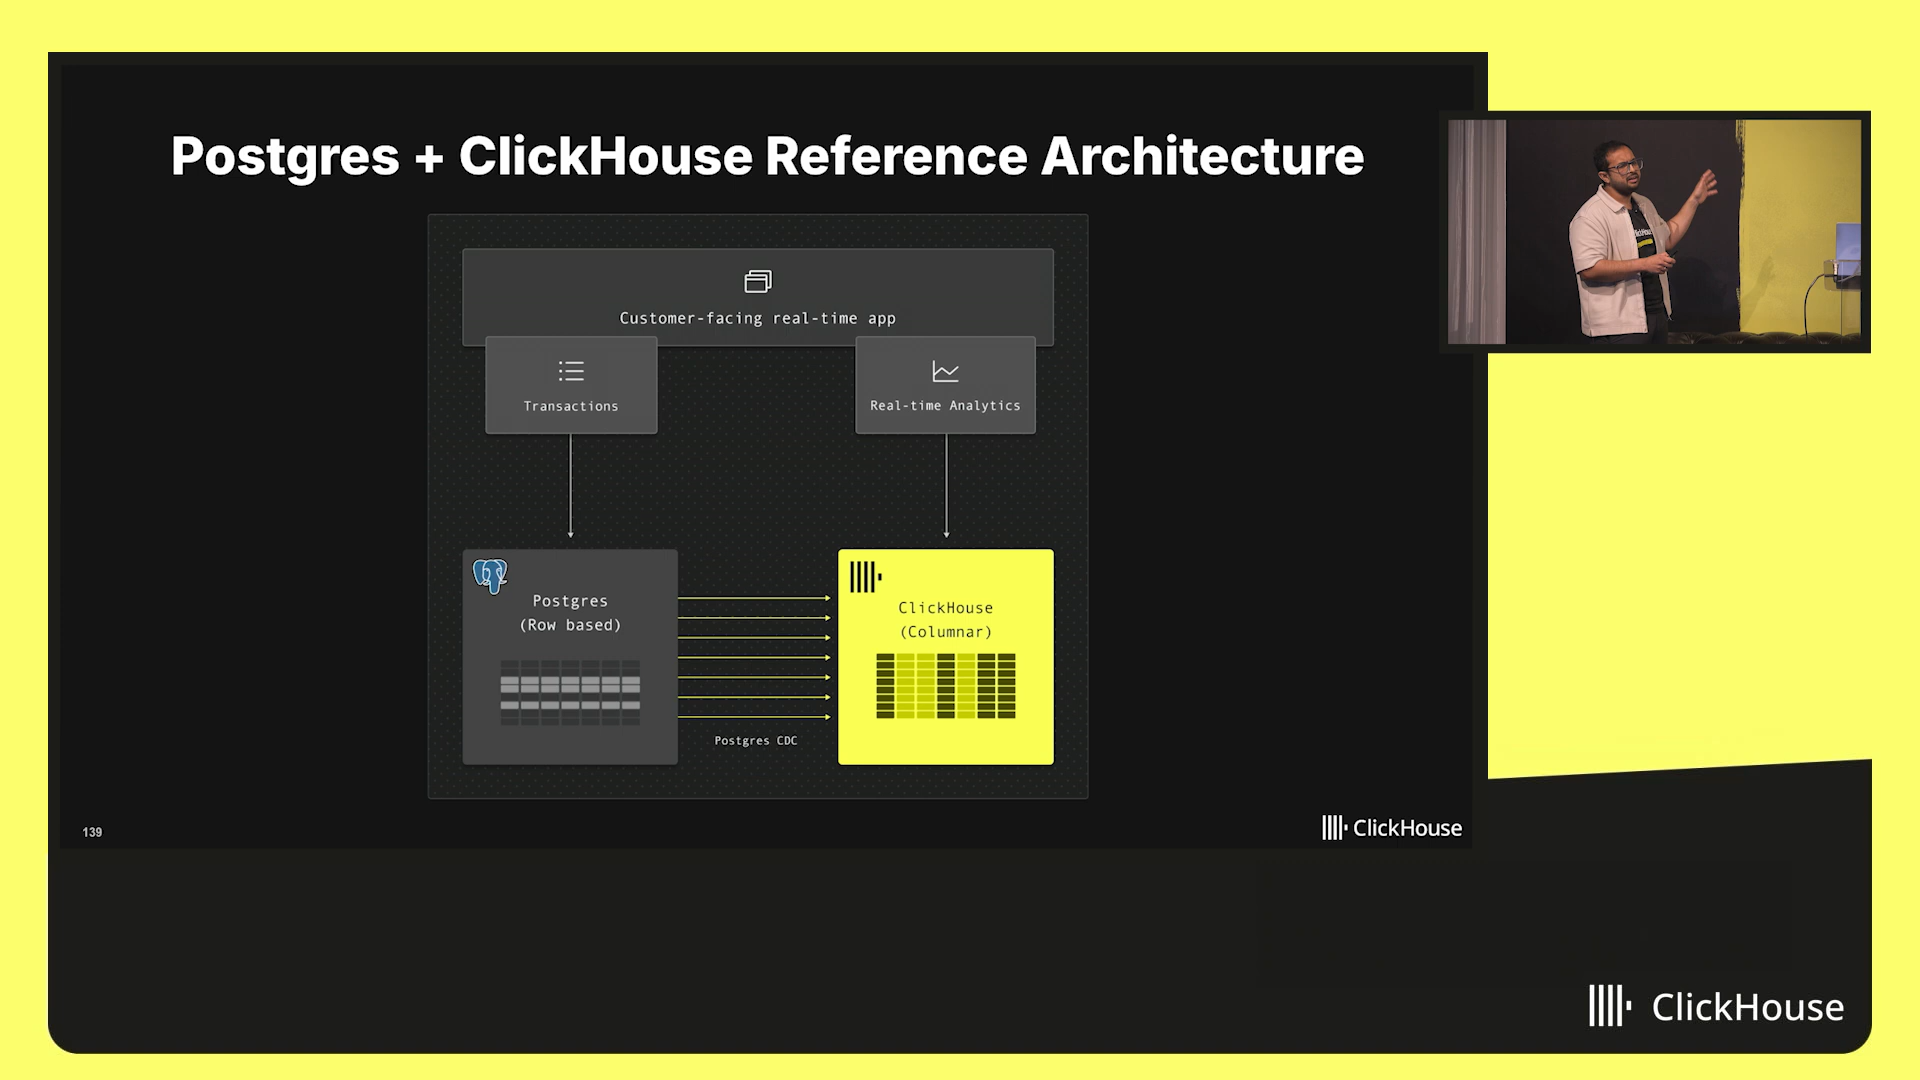 Postgres + ClickHouse Reference Architecture
Customer-facing real-time app
Transactions
Real-time Analytics
Postgres
(Row based)
ClickHouse
(Columnar)
Postgres CDC
139
ClickHouse
ClickHouse